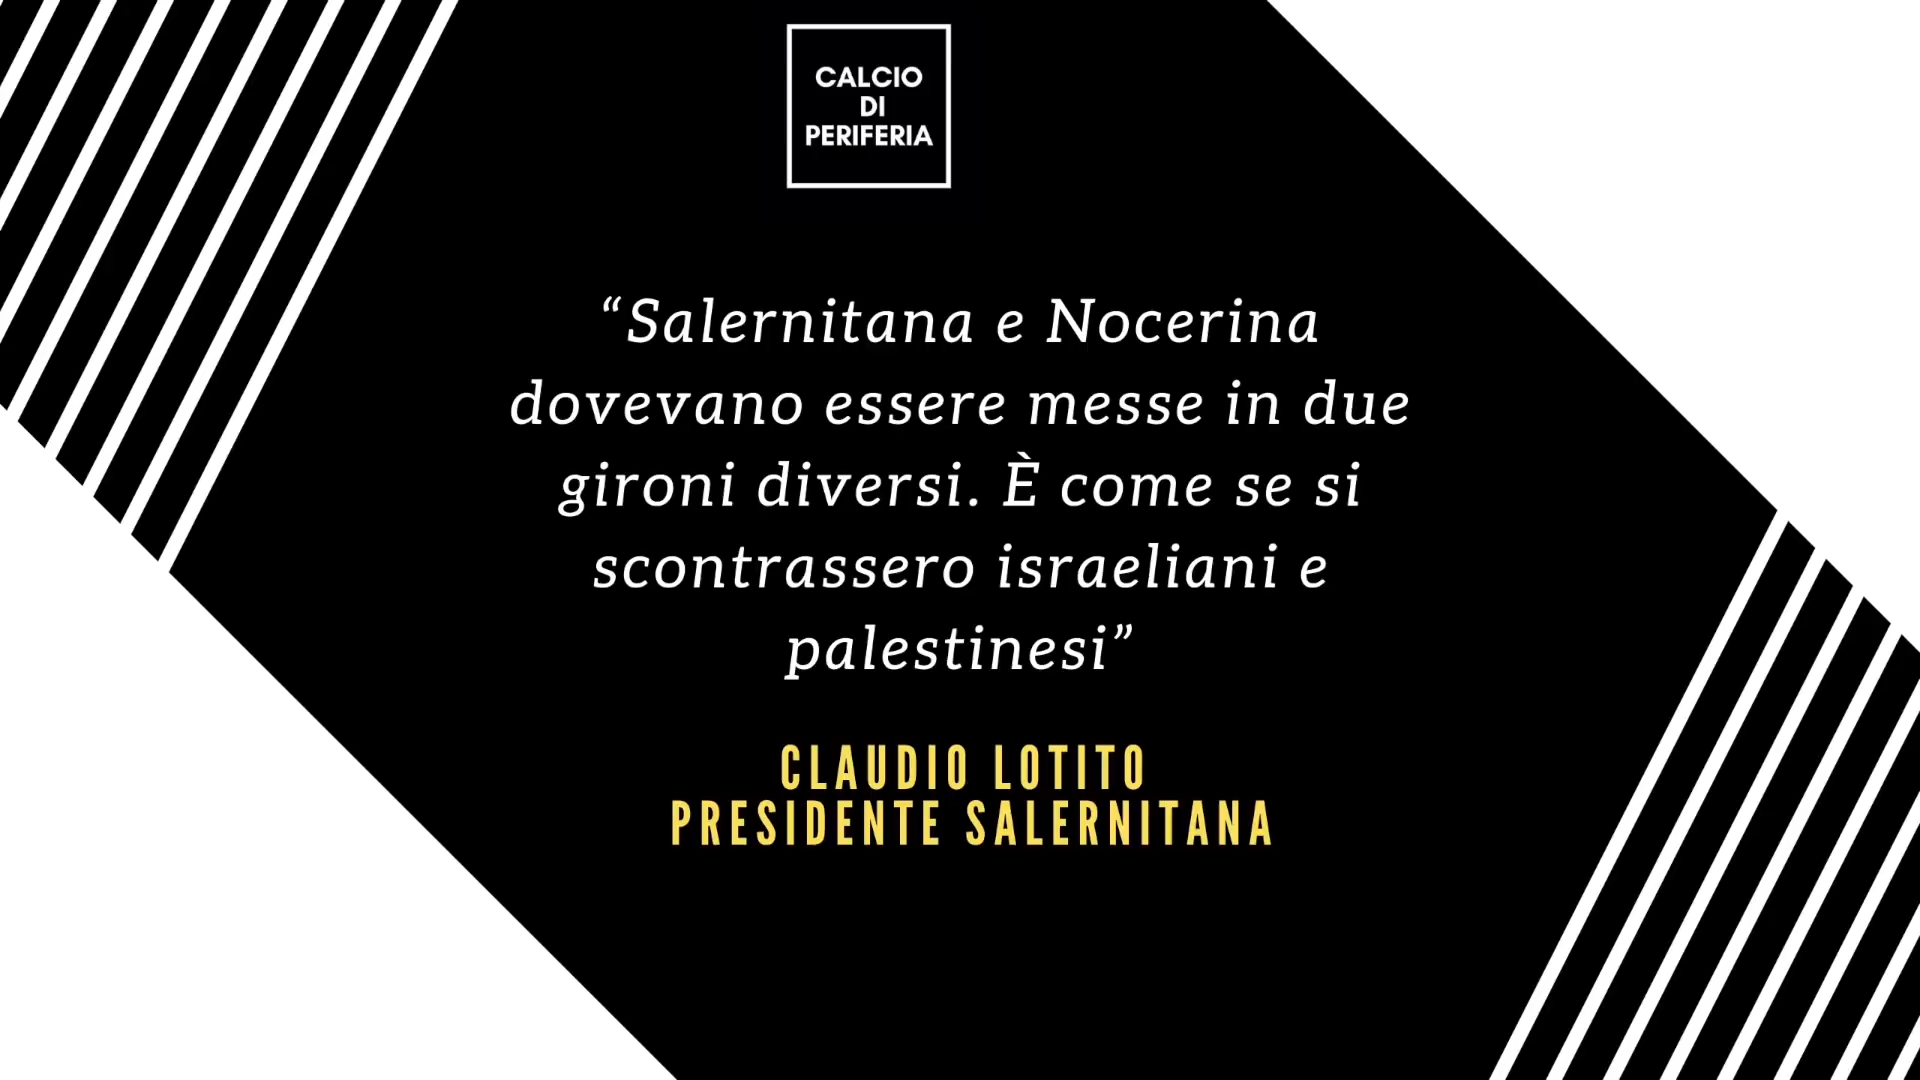 CALCIO
DI
PERIFERIA
“Salernitana e Nocerina
dovevano essere messe in due
gironi diversi. È come se si
scontrassero israeliani e
palestinesi”
CLAUDIO LOTITO
PRESIDENTE SALERNITANA